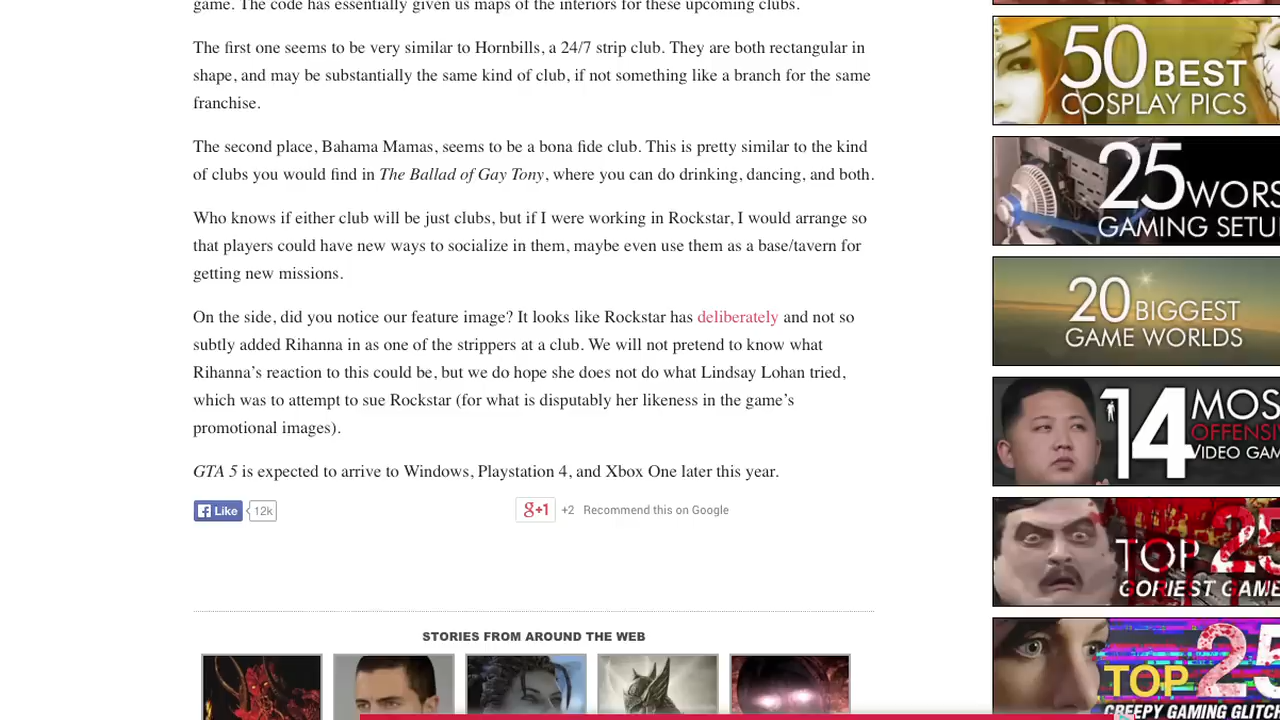 game. The code has essentially given us maps of the interiors for these upcoming clubs.
The first one seems to be very similar to Hornbills, a 24/7 strip club. They are both rectangular in
shape, and may be substantially the same kind of club, if not something like a branch for the same
franchise.
The second place, Bahama Mamas, seems to be a bona fide club. This is pretty similar to the kind
of clubs you would find in The Ballad of Gay Tony, where you can do drinking, dancing, and both.
Who knows if either club will be just clubs, but if I were working in Rockstar, I would arrange so
that players could have new ways to socialize in them, maybe even use them as a base/tavern for
getting new missions.
On the side, did you notice our feature image? It looks like Rockstar has deliberately and not so
subtly added Rihanna in as one of the strippers at a club. We will not pretend to know what
Rihanna's reaction to this could be, but we do hope she does not do what Lindsay Lohan tried,
which was to attempt to sue Rockstar (for what is disputably her likeness in the game's
promotional images).
GTA 5 is expected to arrive to Windows, Playstation 4, and Xbox One later this year.
Like 12k
g+1 +2 Recommend this on Google
STORIES FROM AROUND THE WEB
50 BEST
COSPLAY PICS
25 WORS
GAMING SETU
20 BIGGEST
GAME WORLDS
14 MOS
OFFENSI
VIDEO GAM
TOP 25
GORIEST GAME
TOP 25
CREEPY GAMING GLITCH